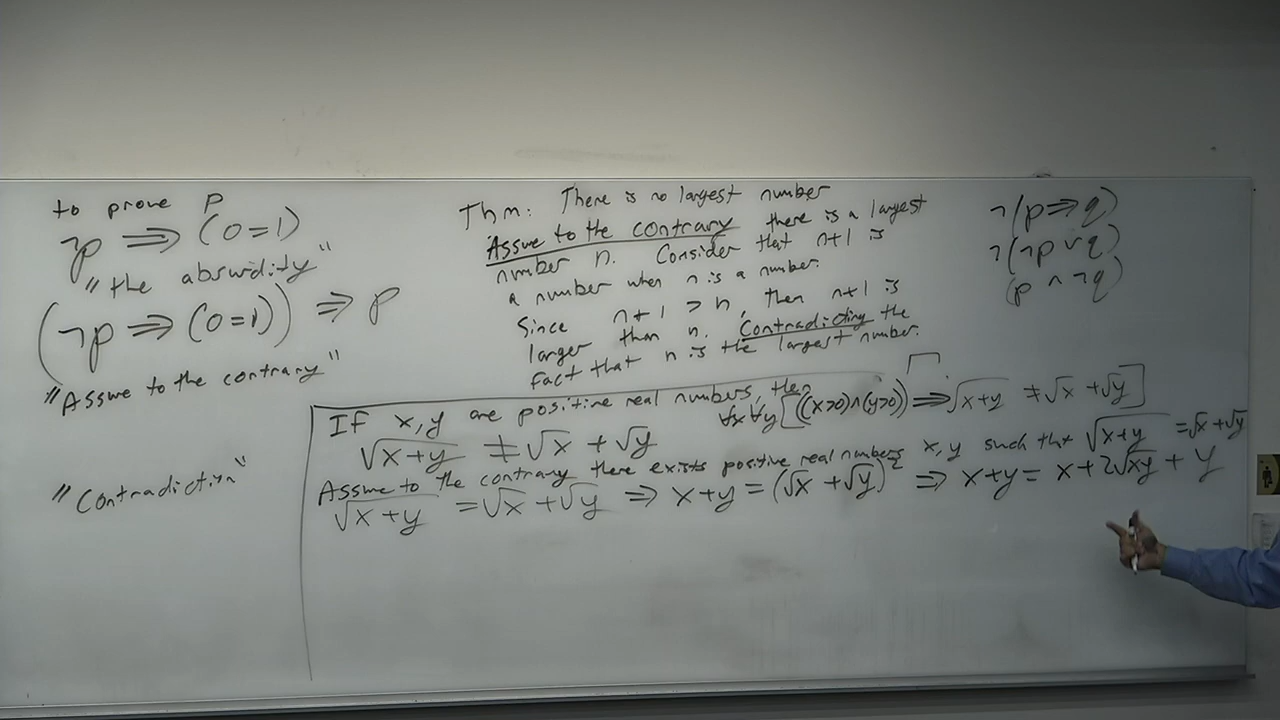 to prove P
¬p ⟹ (0=1)
"the absurdity"
(¬p ⟹ (0=1)) ⟹ p
"Assume to the contrary"
"Contradiction"
Thm: There is no largest number
Assume to the contrary there is a largest
number n. Consider that n+1 is
a number when n is a number.
Since n+1 > n, then n+1 is
larger than n. Contradicting the
fact that n is the largest number.
¬(p ⇒ q)
¬(¬p ∨ q)
(p ∧ ¬q)
If x, y are positive real numbers, then
√(x+y) ≠ √x + √y
∀x ∀y [((x>0)∧(y>0)) ⟹ √(x+y) ≠ √x + √y]
Assume to the contrary there exists positive real numbers x, y such that √(x+y) = √x + √y
√(x+y) = √x + √y ⟹ x+y = (√x + √y)² ⟹ x+y = x + 2√xy + y